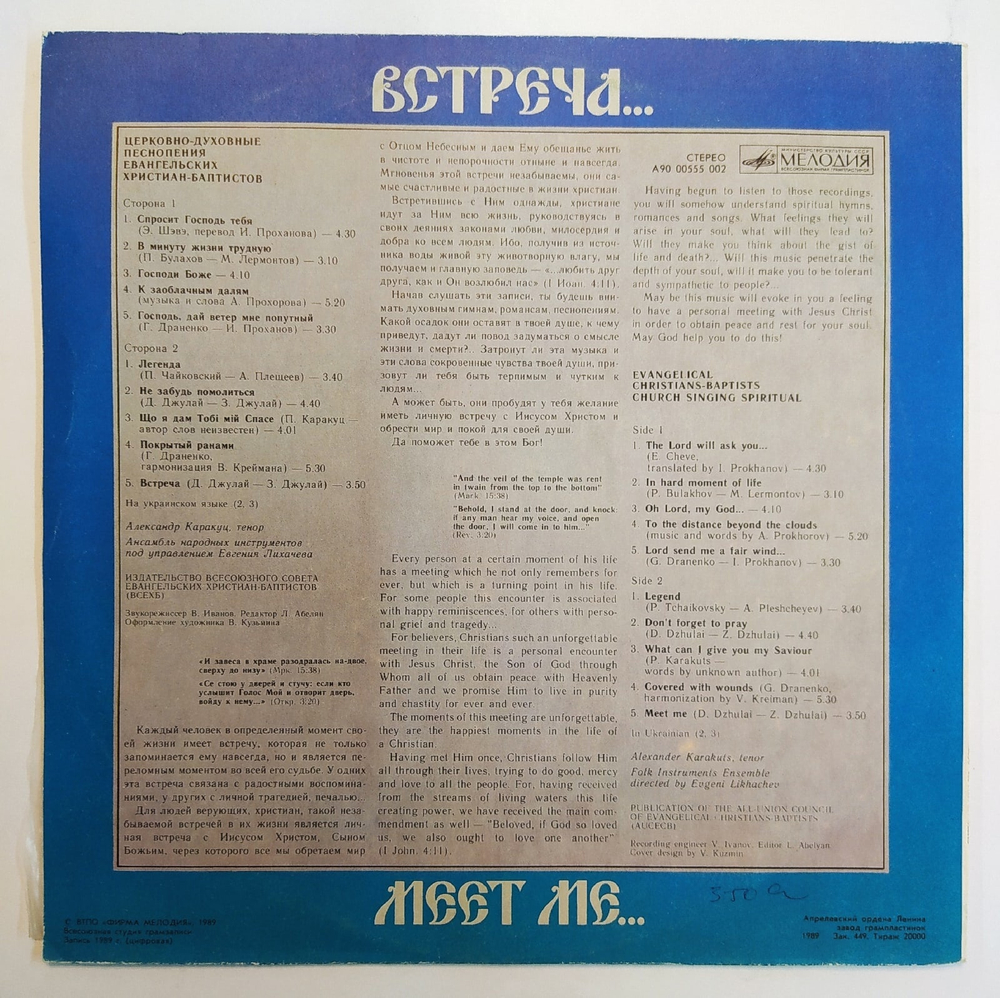 ВСТРЕЧА...
ЦЕРКОВНО-ДУХОВНЫЕ
ПЕСНОПЕНИЯ
ЕВАНГЕЛЬСКИХ
ХРИСТИАН-БАПТИСТОВ
Сторона 1
1. Спросит Господь тебя
(Э. Шэвэ, перевод И. Проханова) — 4.30
2. В минуту жизни трудную
(П. Булахов — М. Лермонтов) — 3.10
3. Господи Боже — 4.10
4. К заоблачным далям
(музыка и слова А. Прохорова) — 5.20
5. Господь, дай ветер мне попутный
(Г. Драненко — И. Проханов) — 3.30
Сторона 2
1. Легенда
(П. Чайковский — А. Плещеев) — 3.40
2. Не забудь помолиться
(Д. Джулай — З. Джулай) — 4.40
3. Що я дам Тобі мій Спасе (П. Каракуц —
автор слов неизвестен) — 4.01
4. Покрытый ранами
(Г. Драненко,
гармонизация В. Креймана) — 5.30
5. Встреча (Д. Джулай — З. Джулай) — 3.50
На украинском языке (2, 3)
Александр Каракуц, тенор
Ансамбль народных инструментов
под управлением Евгения Лихачева
ИЗДАТЕЛЬСТВО ВСЕСОЮЗНОГО СОВЕТА
ЕВАНГЕЛЬСКИХ ХРИСТИАН-БАПТИСТОВ
(ВСЕХБ)
Звукорежиссер В. Иванов. Редактор Л. Абелян
Оформление художника В. Кузьмина
«И завеса в храме разодралась на-двое,
сверху до низу» (Мрк. 15:38)
«Се стою у дверей и стучу: если кто
услышит Голос Мой и отворит дверь,
войду к нему...» (Откр. 3:20)
Каждый человек в определенный момент сво-
ей жизни имеет встречу, которая не только
запоминается ему навсегда, но и является пе-
реломным моментом во всей его судьбе. У одних
эта встреча связана с радостными воспомина-
ниями, у других с личной трагедией, печалью..
Для людей верующих, христиан, такой неза-
бываемой встречей в их жизни является лич-
ная встреча с Иисусом Христом, Сыном
Божьим, через которого все мы обретаем мир
с Отцом Небесным и даем Ему обещанье жить
в чистоте и непорочности отныне и навсегда.
Мгновенья этой встречи незабываемы, они са-
мые счастливые и радостные в жизни христиан.
Встретившись с Ним однажды, христиане
идут за Ним всю жизнь, руководствуясь в
своих деяниях законами любви, милосердия и
добра ко всем людям. Ибо, получив из источ-
ника воды живой эту животворную влагу, мы
получаем и главную заповедь — «...любить друг
друга, как и Он возлюбил нас» (I Иоан. 4:11).
Начав слушать эти записи, ты будешь вни-
мать духовным гимнам, романсам, песнопениям.
Какой осадок они оставят в твоей душе, к чему
приведут, дадут ли повод задуматься о смысле
жизни и смерти?.. Затронут ли эта музыка и
эти слова сокровенные чувства твоей души, при-
зовут ли тебя быть терпимым и чутким к
людям...
А может быть, они пробудят у тебя желание
иметь личную встречу с Иисусом Христом и
обрести мир и покой для своей души.
Да поможет тебе в этом Бог!
"And the veil of the temple was rent
in twain from the top to the bottom"
(Mark. 15:38)
"Behold, I stand at the door, and knock:
if any man hear my voice, and open
the door, I will come in to him..."
(Rev. 3:20)
Every person at a certain moment of his life
has a meeting which he not only remembers for
ever, but which is a turning point in his life.
For some people this encounter is associated
with happy reminiscences, for others with perso-
nal grief and tragedy...
For believers, Christians such an unforgettable
meeting in their life is a personal encounter
with Jesus Christ, the Son of God through
Whom all of us obtain peace with Heavenly
Father and we promise Him to live in purity
and chastity for ever and ever.
The moments of this meeting are unforgettable,
they are the happiest moments in the life of
a Christian.
Having met Him once, Christians follow Him
all through their lives, trying to do good, mercy
and love to all the people. For, having received
from the streams of living waters this life
creating power, we have received the main com-
mendment as well — "Beloved, if God so loved
us, we also ought to love one another"
(I John. 4:11).
СТЕРЕО
А90 00555 002
МИНИСТЕРСТВО КУЛЬТУРЫ СССР
МЕЛОДИЯ
ВСЕСОЮЗНАЯ ФИРМА ГРАМПЛАСТИНОК
Having begun to listen to those recordings,
you will somehow understand spiritual hymns,
romances and songs. What feelings they will
arise in your soul, what will they lead to?
Will they make you think about the gist of
life and death?... Will this music penetrate the
depth of your soul, will it make you to be tolerant
and sympathetic to people?...
May be this music will evoke in you a feeling
to have a personal meeting with Jesus Christ
in order to obtain peace and rest for your soul.
May God help you to do this!
EVANGELICAL
CHRISTIANS-BAPTISTS
CHURCH SINGING SPIRITUAL
Side 1
1. The Lord will ask you...
(E. Cheve,
translated by I. Prokhanov) — 4.30
2. In hard moment of life
(P. Bulakhov — M. Lermontov) — 3.10
3. Oh Lord, my God... — 4.10
4. To the distance beyond the clouds
(music and words by A. Prokhorov) — 5.20
5. Lord send me a fair wind...
(G. Dranenko — I. Prokhanov) — 3.30
Side 2
1. Legend
(P. Tchaikovsky — A. Pleshcheyev) — 3.40
2. Don't forget to pray
(D. Dzhulai — Z. Dzhulai) — 4.40
3. What can I give you my Saviour
(P. Karakuts —
words by unknown author) — 4.01
4. Covered with wounds (G. Dranenko,
harmonization by V. Kreiman) — 5.30
5. Meet me (D. Dzhulai — Z. Dzhulai) — 3.50
In Ukrainian (2, 3)
Alexander Karakuts, tenor
Folk Instruments Ensemble
directed by Evgeni Likhachev
PUBLICATION OF THE ALL-UNION COUNCIL
OF EVANGELICAL CHRISTIANS-BAPTISTS
(AUCECB)
Recording engineer V. Ivanov. Editor L. Abelyan
Cover design by V. Kuzmin
MEET ME...
3-50
С ВТПО «ФИРМА МЕЛОДИЯ», 1989
Всесоюзная студия грамзаписи
Запись 1989 г. (цифровая)
Апрелевский ордена Ленина
завод грампластинок
1989 Зак. 449. Тираж 20000